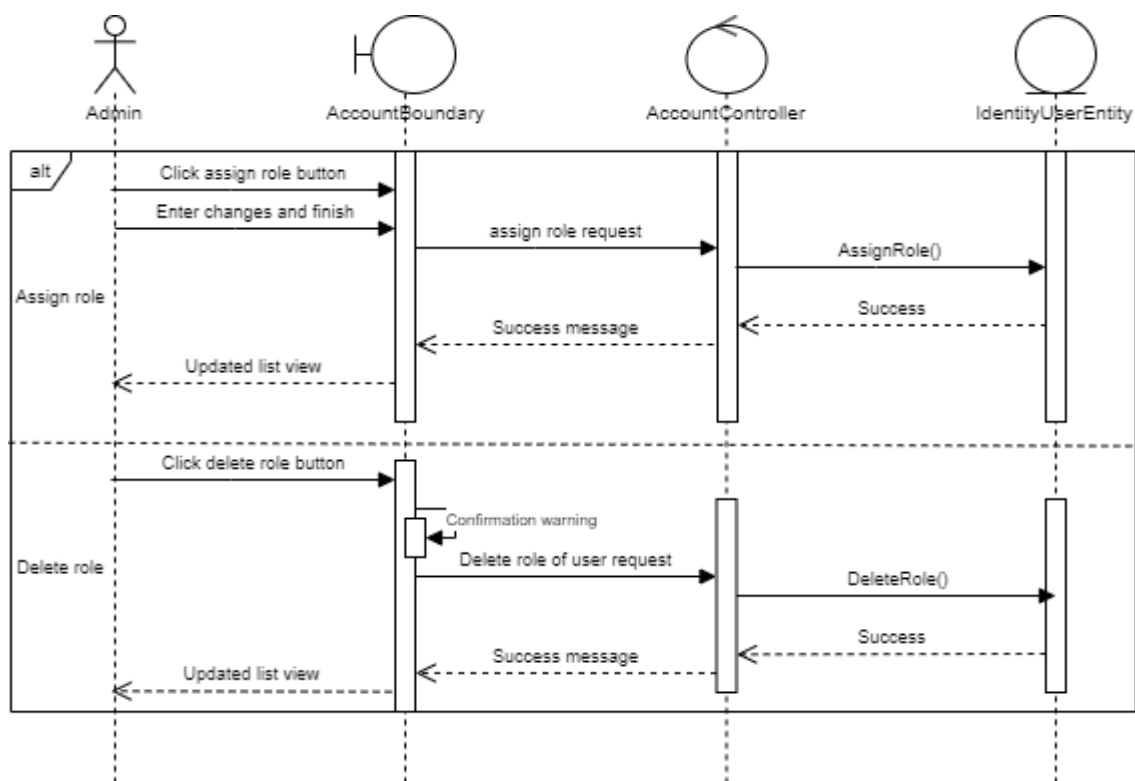 Admin
AccountBoundary
AccountController
IdentityUserEntity
alt
Click assign role button
Enter changes and finish
assign role request
AssignRole()
Assign role
Success
Success message
Updated list view
Click delete role button
Confirmation warning
Delete role of user request
Delete role
DeleteRole()
Success
Success message
Updated list view